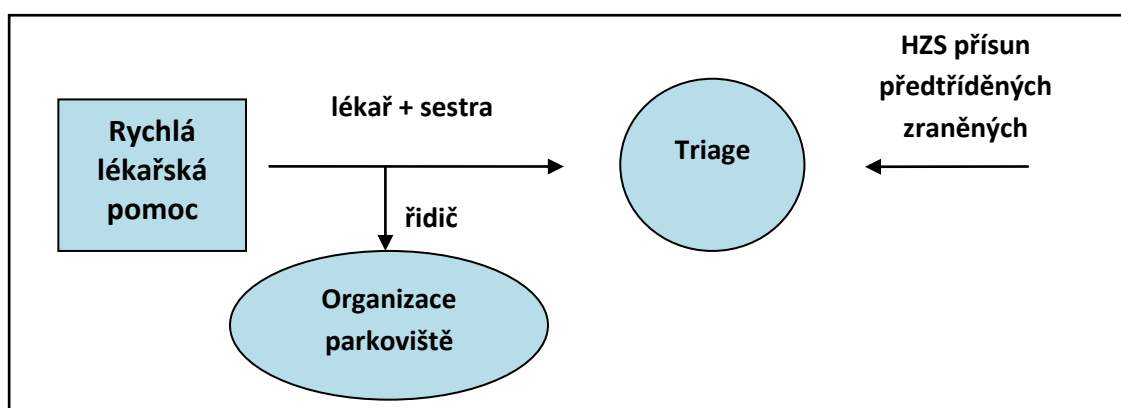 Rychlá
lékařská
pomoc
lékař + sestra
řidič
Organizace
parkoviště
Triage
HZS přísun
předtříděných
zraněných